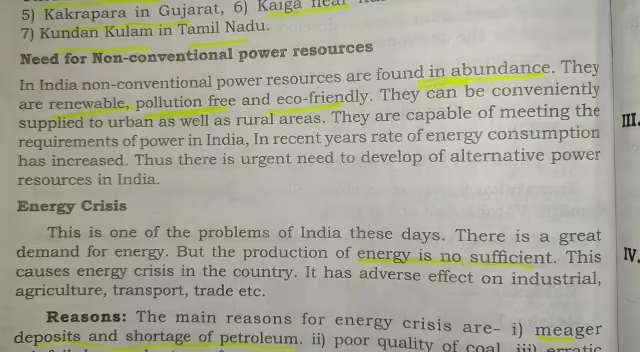 5) Kakrapara in Gujarat, 6) Kaiga near
7) Kundan Kulam in Tamil Nadu.
Need for Non-conventional power resources
In India non-conventional power resources are found in abundance. They
are renewable, pollution free and eco-friendly. They can be conveniently
supplied to urban as well as rural areas. They are capable of meeting the
requirements of power in India, In recent years rate of energy consumption
has increased. Thus there is urgent need to develop of alternative power
resources in India.
Energy Crisis
This is one of the problems of India these days. There is a great
demand for energy. But the production of energy is no sufficient. This
causes energy crisis in the country. It has adverse effect on industrial,
agriculture, transport, trade etc.
Reasons: The main reasons for energy crisis are- i) meager
deposits and shortage of petroleum. ii) poor quality of coal iii) erratic
III.
IV.